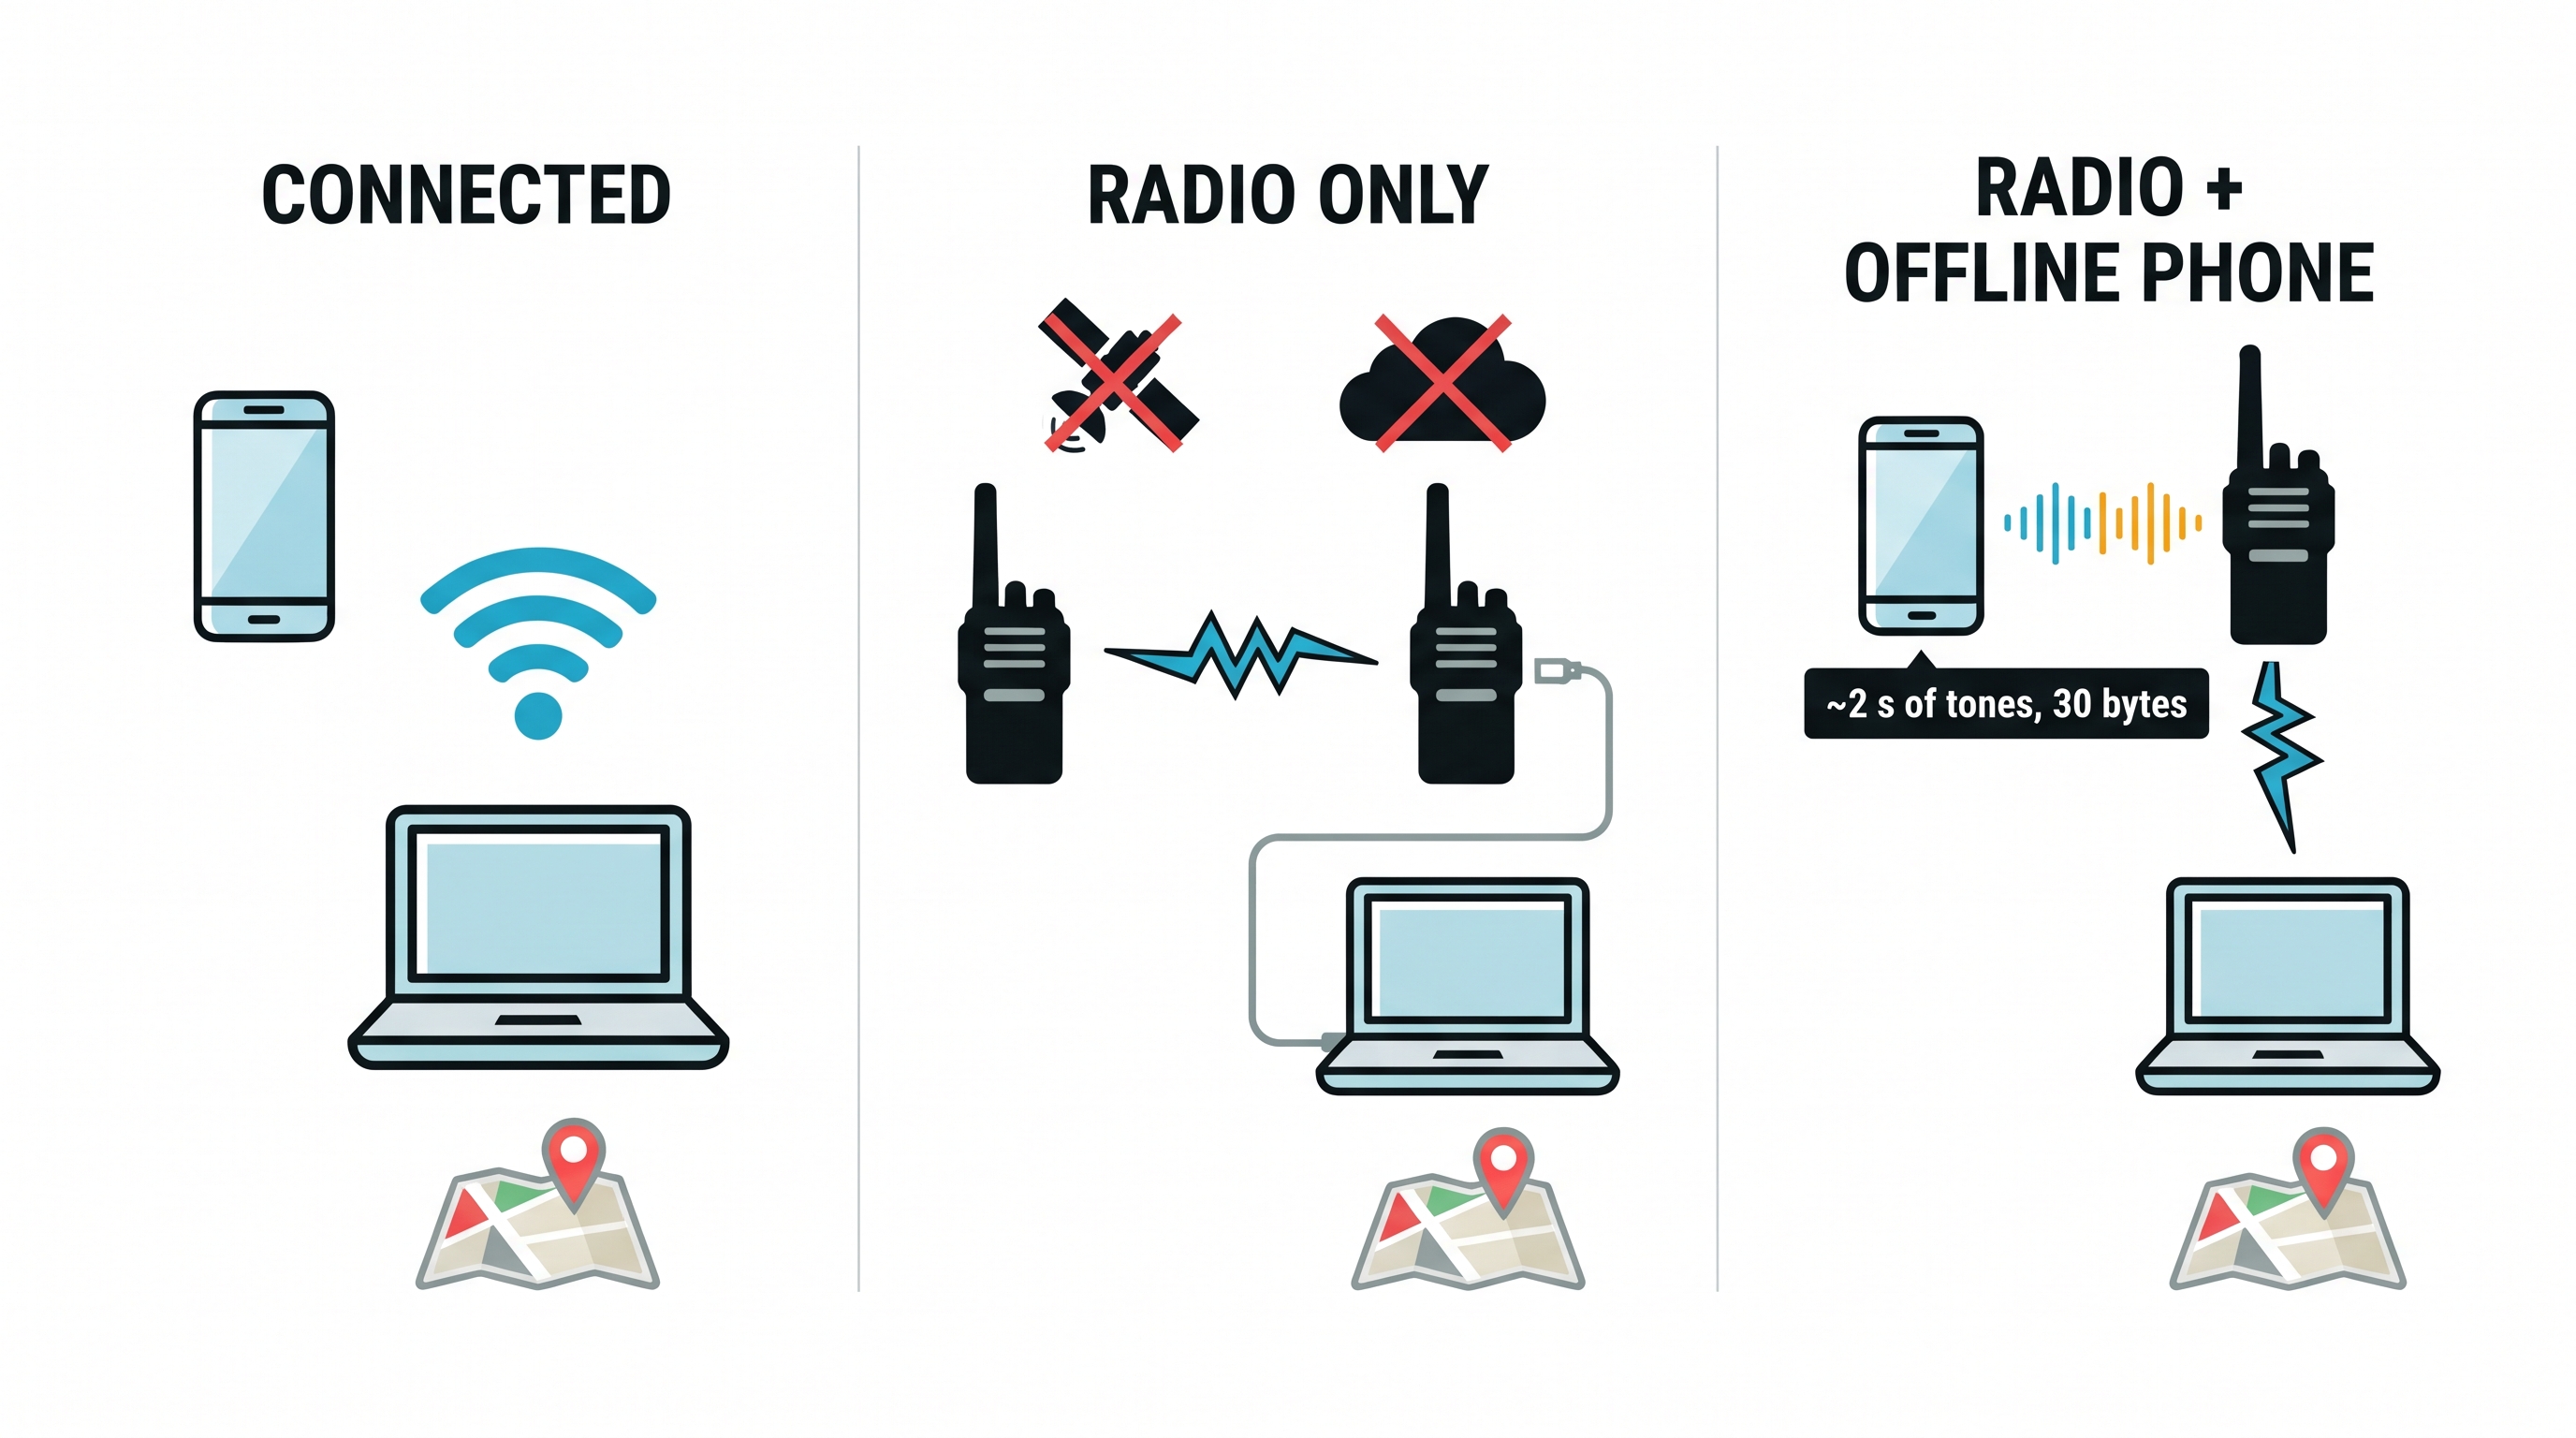 CONNECTED
RADIO ONLY
RADIO +
OFFLINE PHONE
~2 s of tones, 30 bytes